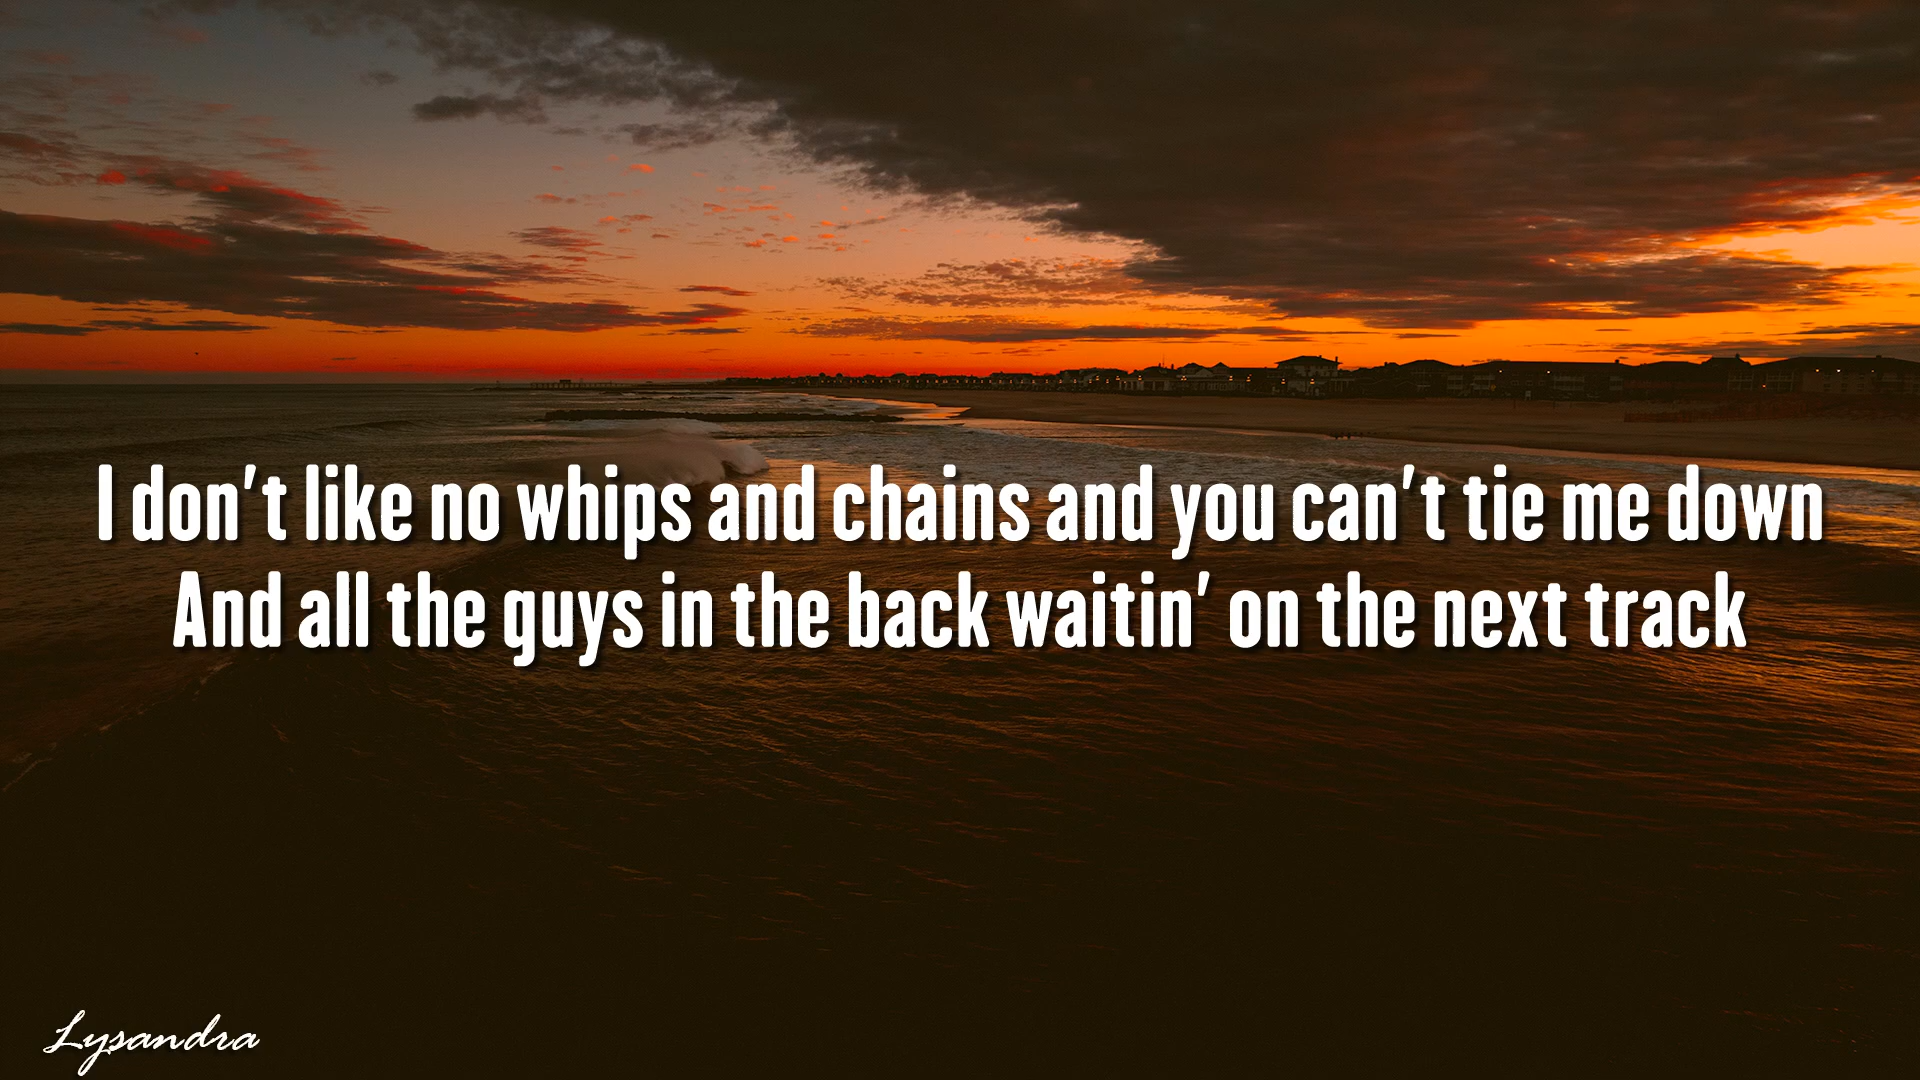 I don't like no whips and chains and you can't tie me down
And all the guys in the back waitin' on the next track
Lysandra